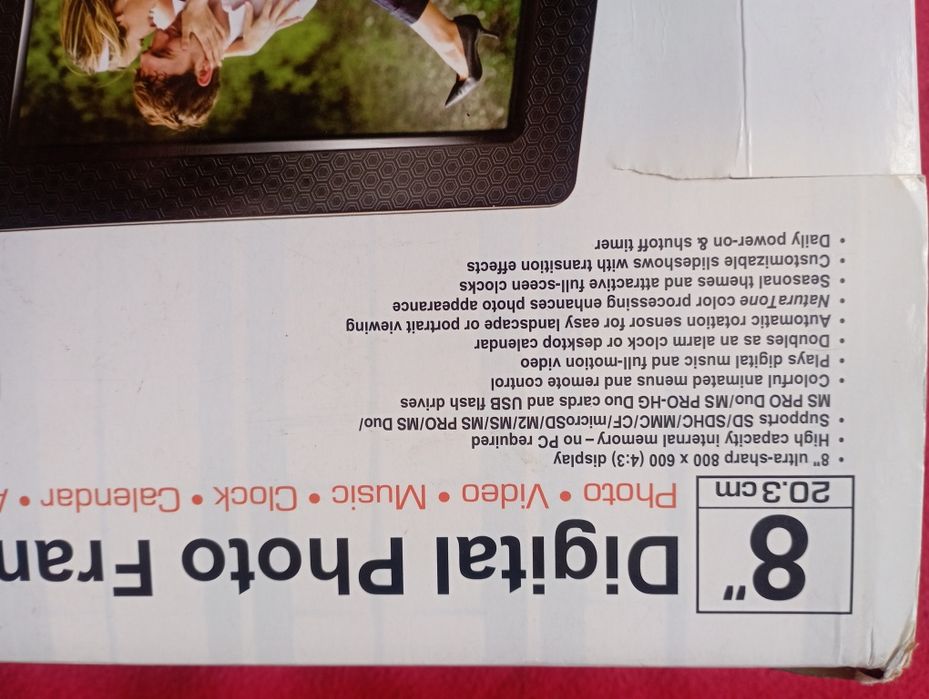 8"
20.3 cm
Digital Photo Fran
Photo • Video • Music • Clock • Calendar •
• 8" ultra-sharp 800 x 600 (4:3) display
• High capacity internal memory – no PC required
• Supports SD/SDHC/MMC/CF/microSD/M2/MS/MS PRO/MS Duo/
MS PRO Duo/MS PRO-HG Duo cards and USB flash drives
• Colorful animated menus and remote control
• Plays digital music and full-motion video
• Doubles as an alarm clock or desktop calendar
• Automatic rotation sensor for easy landscape or portrait viewing
• NaturaTone color processing enhances photo appearance
• Seasonal themes and attractive full-sceen clocks
• Customizable slideshows with transition effects
• Daily power-on & shutoff timer